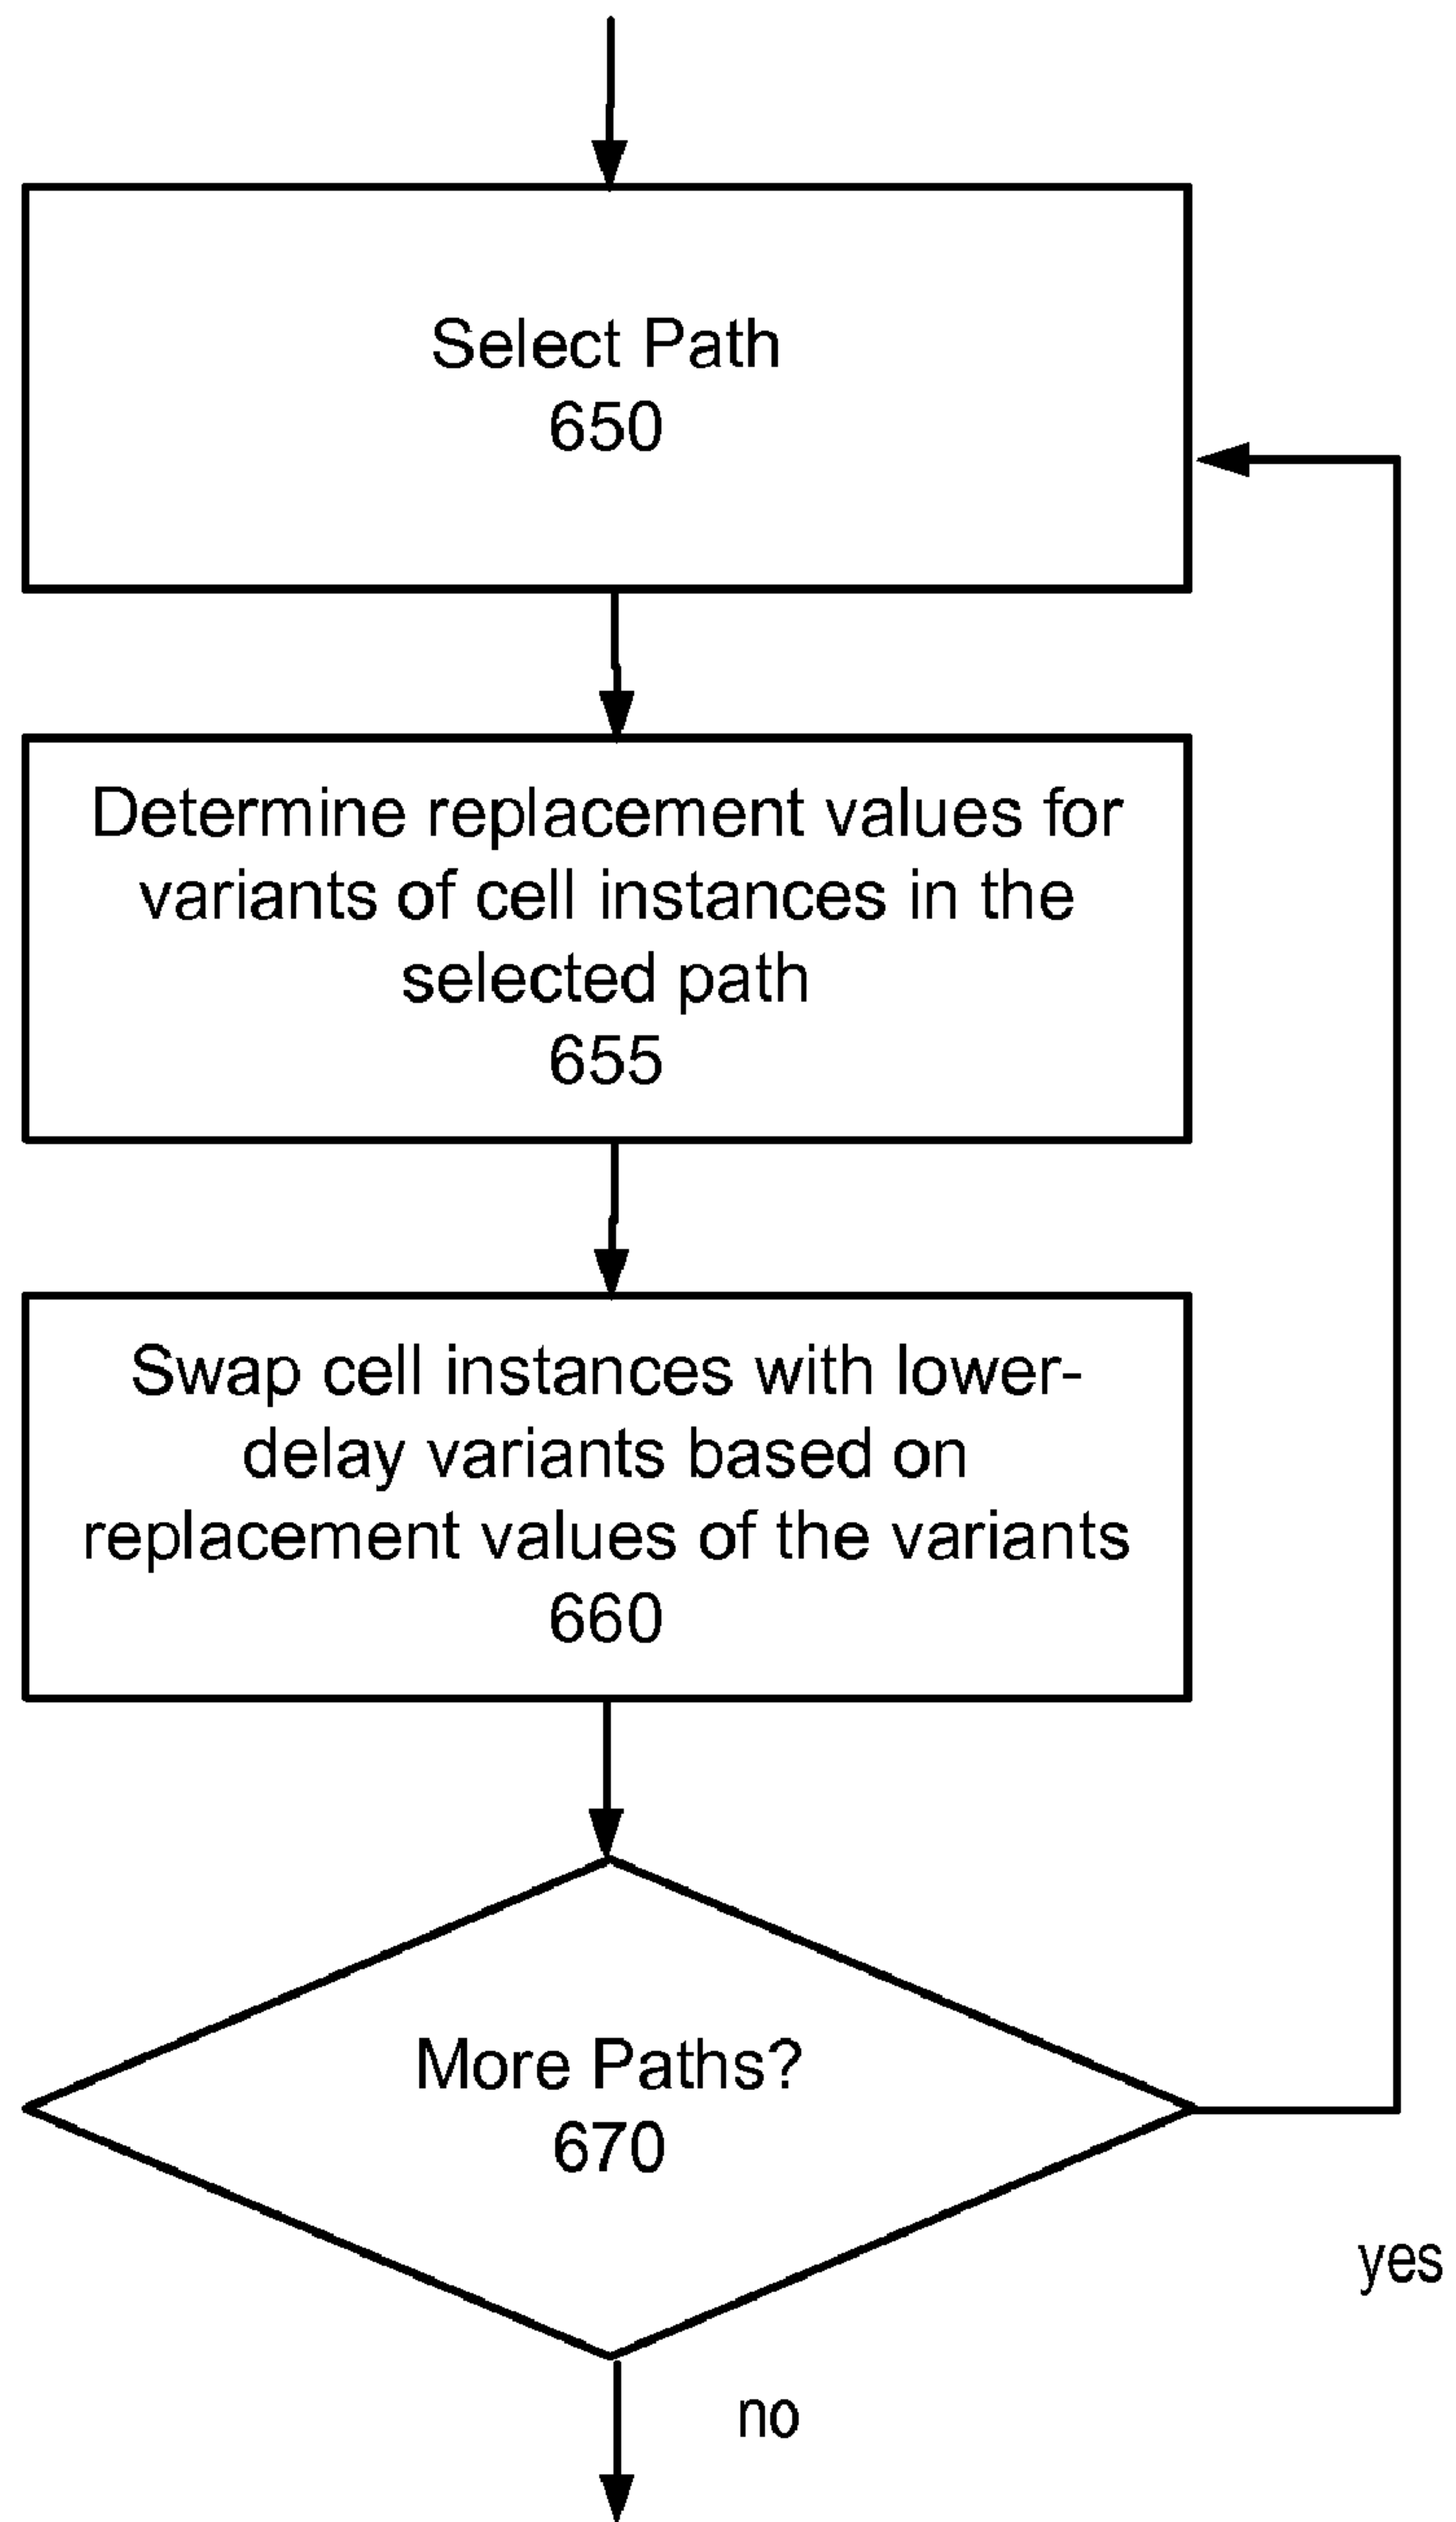 Select Path
650
Determine replacement values for
variants of cell instances in the
selected path
655
Swap cell instances with lower-
delay variants based on
replacement values of the variants
660
More Paths?
670
yes
no